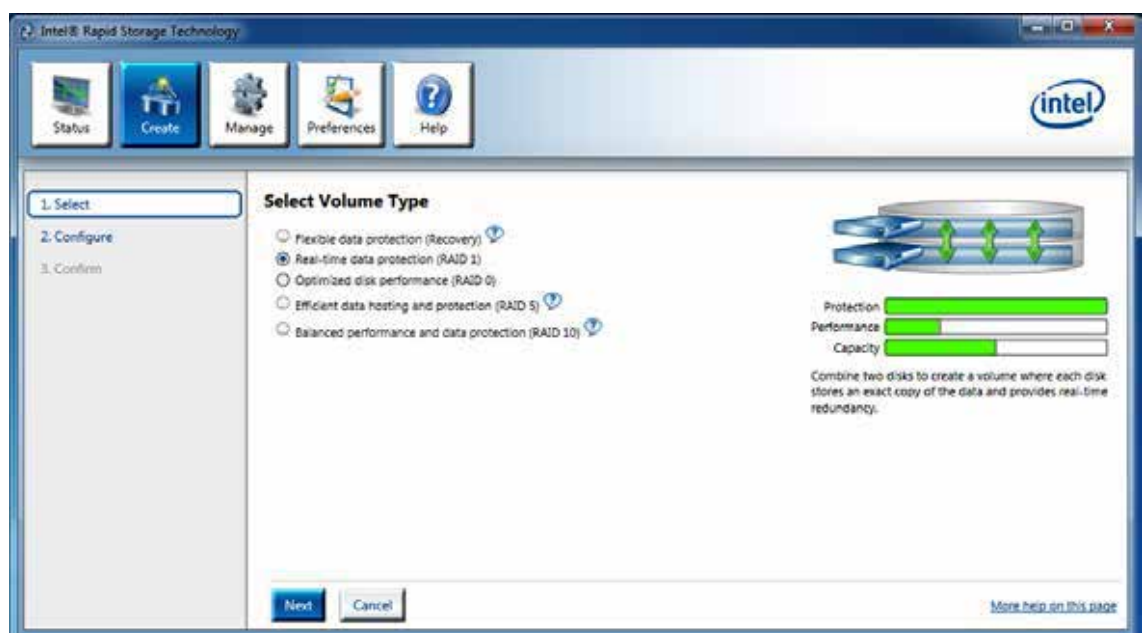 Intel® Rapid Storage Technology
Status
Create
Manage
Preferences
Help
intel
1. Select
2. Configure
3. Confirm
Select Volume Type
Flexible data protection (Recovery)
Real-time data protection (RAID 1)
Optimized disk performance (RAID 0)
Efficient data hosting and protection (RAID 5)
Balanced performance and data protection (RAID 10)
Protection
Performance
Capacity
Combine two disks to create a volume where each disk
stores an exact copy of the data and provides real-time
redundancy.
Next
Cancel
More help on this page